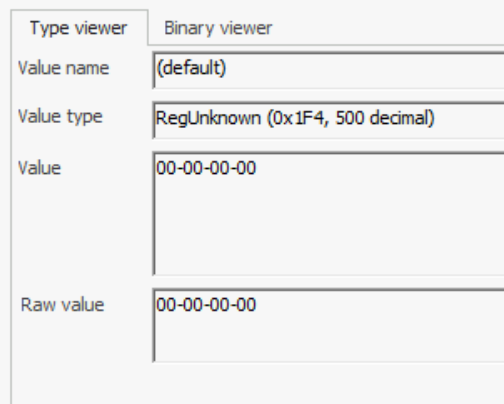 Type viewer Binary viewer
Value name (default)
Value type RegUnknown (0x1F4, 500 decimal)
Value 00-00-00-00
Raw value 00-00-00-00